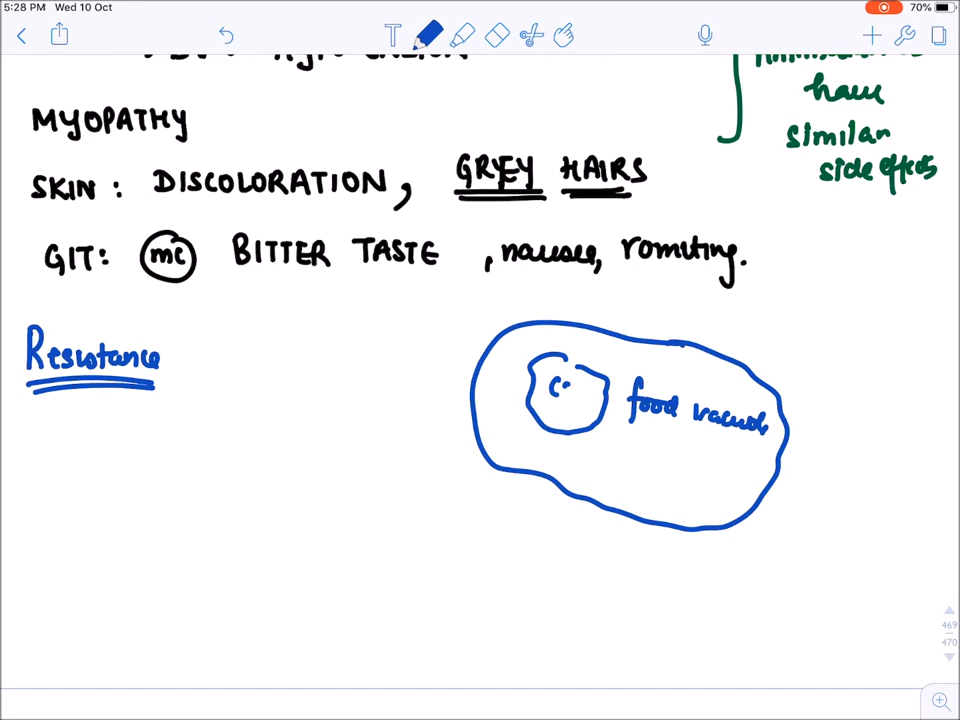 5:28 PM Wed 10 Oct
70%
T
have
similar
side effects
MYOPATHY
SKIN: DISCOLORATION, GREY HAIRS
GIT: mc BITTER TASTE, nausea, vomiting.
Resistance
food vacuole
469
470